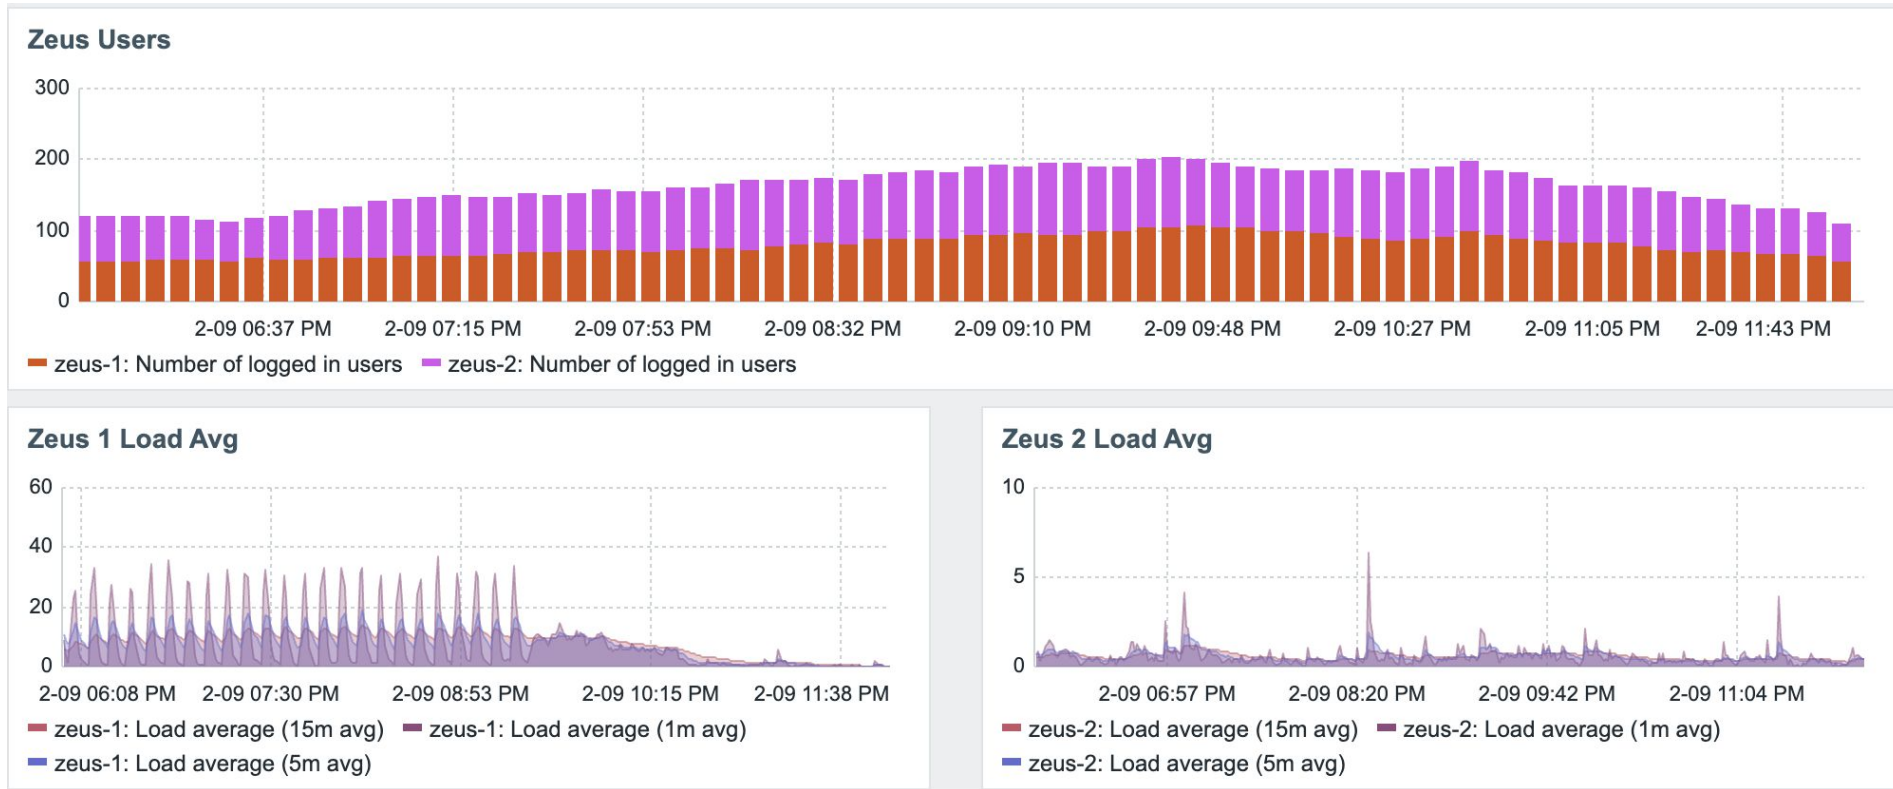 Zeus Users
300
200
100
0
2-09 06:37 PM 2-09 07:15 PM 2-09 07:53 PM 2-09 08:32 PM 2-09 09:10 PM 2-09 09:48 PM 2-09 10:27 PM 2-09 11:05 PM 2-09 11:43 PM
zeus-1: Number of logged in users zeus-2: Number of logged in users
Zeus 1 Load Avg
60
40
20
0
2-09 06:08 PM 2-09 07:30 PM 2-09 08:53 PM 2-09 10:15 PM 2-09 11:38 PM
zeus-1: Load average (15m avg) zeus-1: Load average (1m avg)
zeus-1: Load average (5m avg)
Zeus 2 Load Avg
10
5
0
2-09 06:57 PM 2-09 08:20 PM 2-09 09:42 PM 2-09 11:04 PM
zeus-2: Load average (15m avg) zeus-2: Load average (1m avg)
zeus-2: Load average (5m avg)